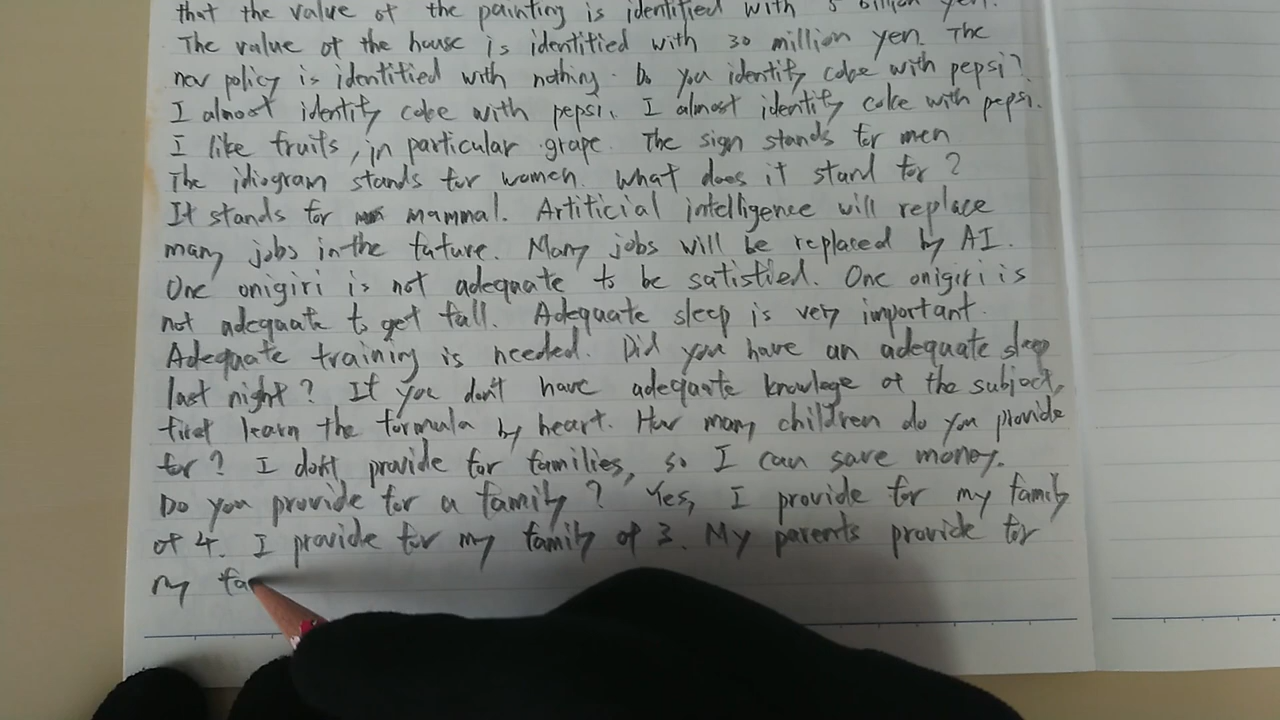 that the value of the painting is identified with 5 billion yen.
The value of the house is identified with 30 million yen. The
new policy is identified with nothing. Do you identify coke with pepsi?
I almost identify coke with pepsi. I almost identify coke with pepsi.
I like fruits, in particular grape. The sign stands for men
The idiogram stands for women. What does it stand for?
It stands for mammal. Artificial intelligence will replace
many jobs in the future. Many jobs will be replaced by AI.
One onigiri is not adequate to be satisfied. One onigiri is
not adequate to get full. Adequate sleep is very important.
Adequate training is needed. Did you have an adequate sleep
last night? If you don't have adequate knowlege of the subject,
first learn the formula by heart. How many children do you provide
for? I don't provide for families, so I can save money.
Do you provide for a family? Yes, I provide for my family
of 4. I provide for my family of 3. My parents provide for
my fa